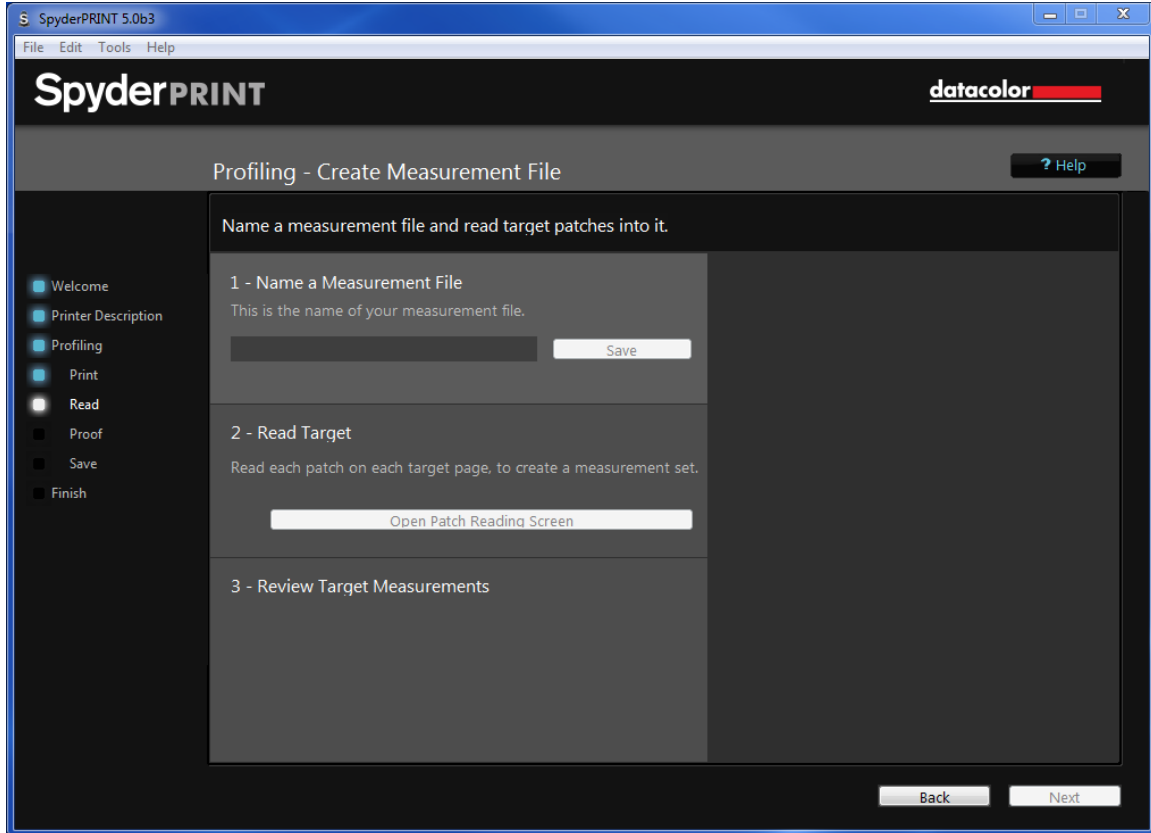 SpyderPRINT 5.0b3
File Edit Tools Help
SpyderPRINT
datacolor
Profiling - Create Measurement File
? Help
Name a measurement file and read target patches into it.
Welcome
Printer Description
Profiling
Print
Read
Proof
Save
Finish
1 - Name a Measurement File
This is the name of your measurement file.
Save
2 - Read Target
Read each patch on each target page, to create a measurement set.
Open Patch Reading Screen
3 - Review Target Measurements
Back
Next